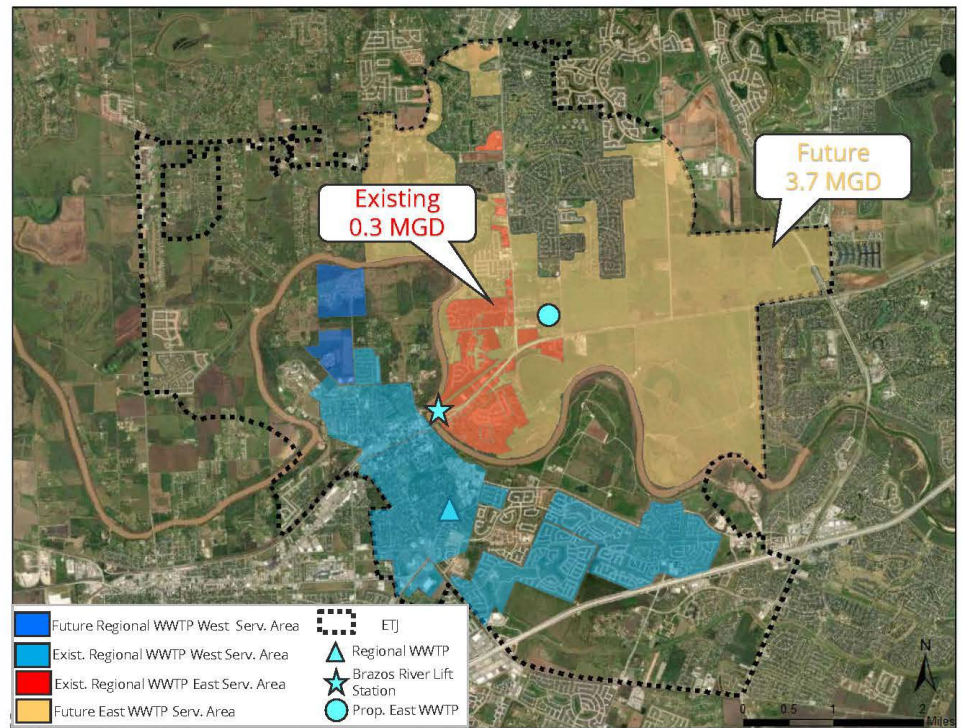 Future
3.7 MGD
Existing
0.3 MGD
Future Regional WWTP West Serv. Area
Exist. Regional WWTP West Serv. Area
Exist. Regional WWTP East Serv. Area
Future East WWTP Serv. Area
ETJ
Regional WWTP
Brazos River Lift
Station
Prop. East WWTP
N
0 0.5 1 2
Miles